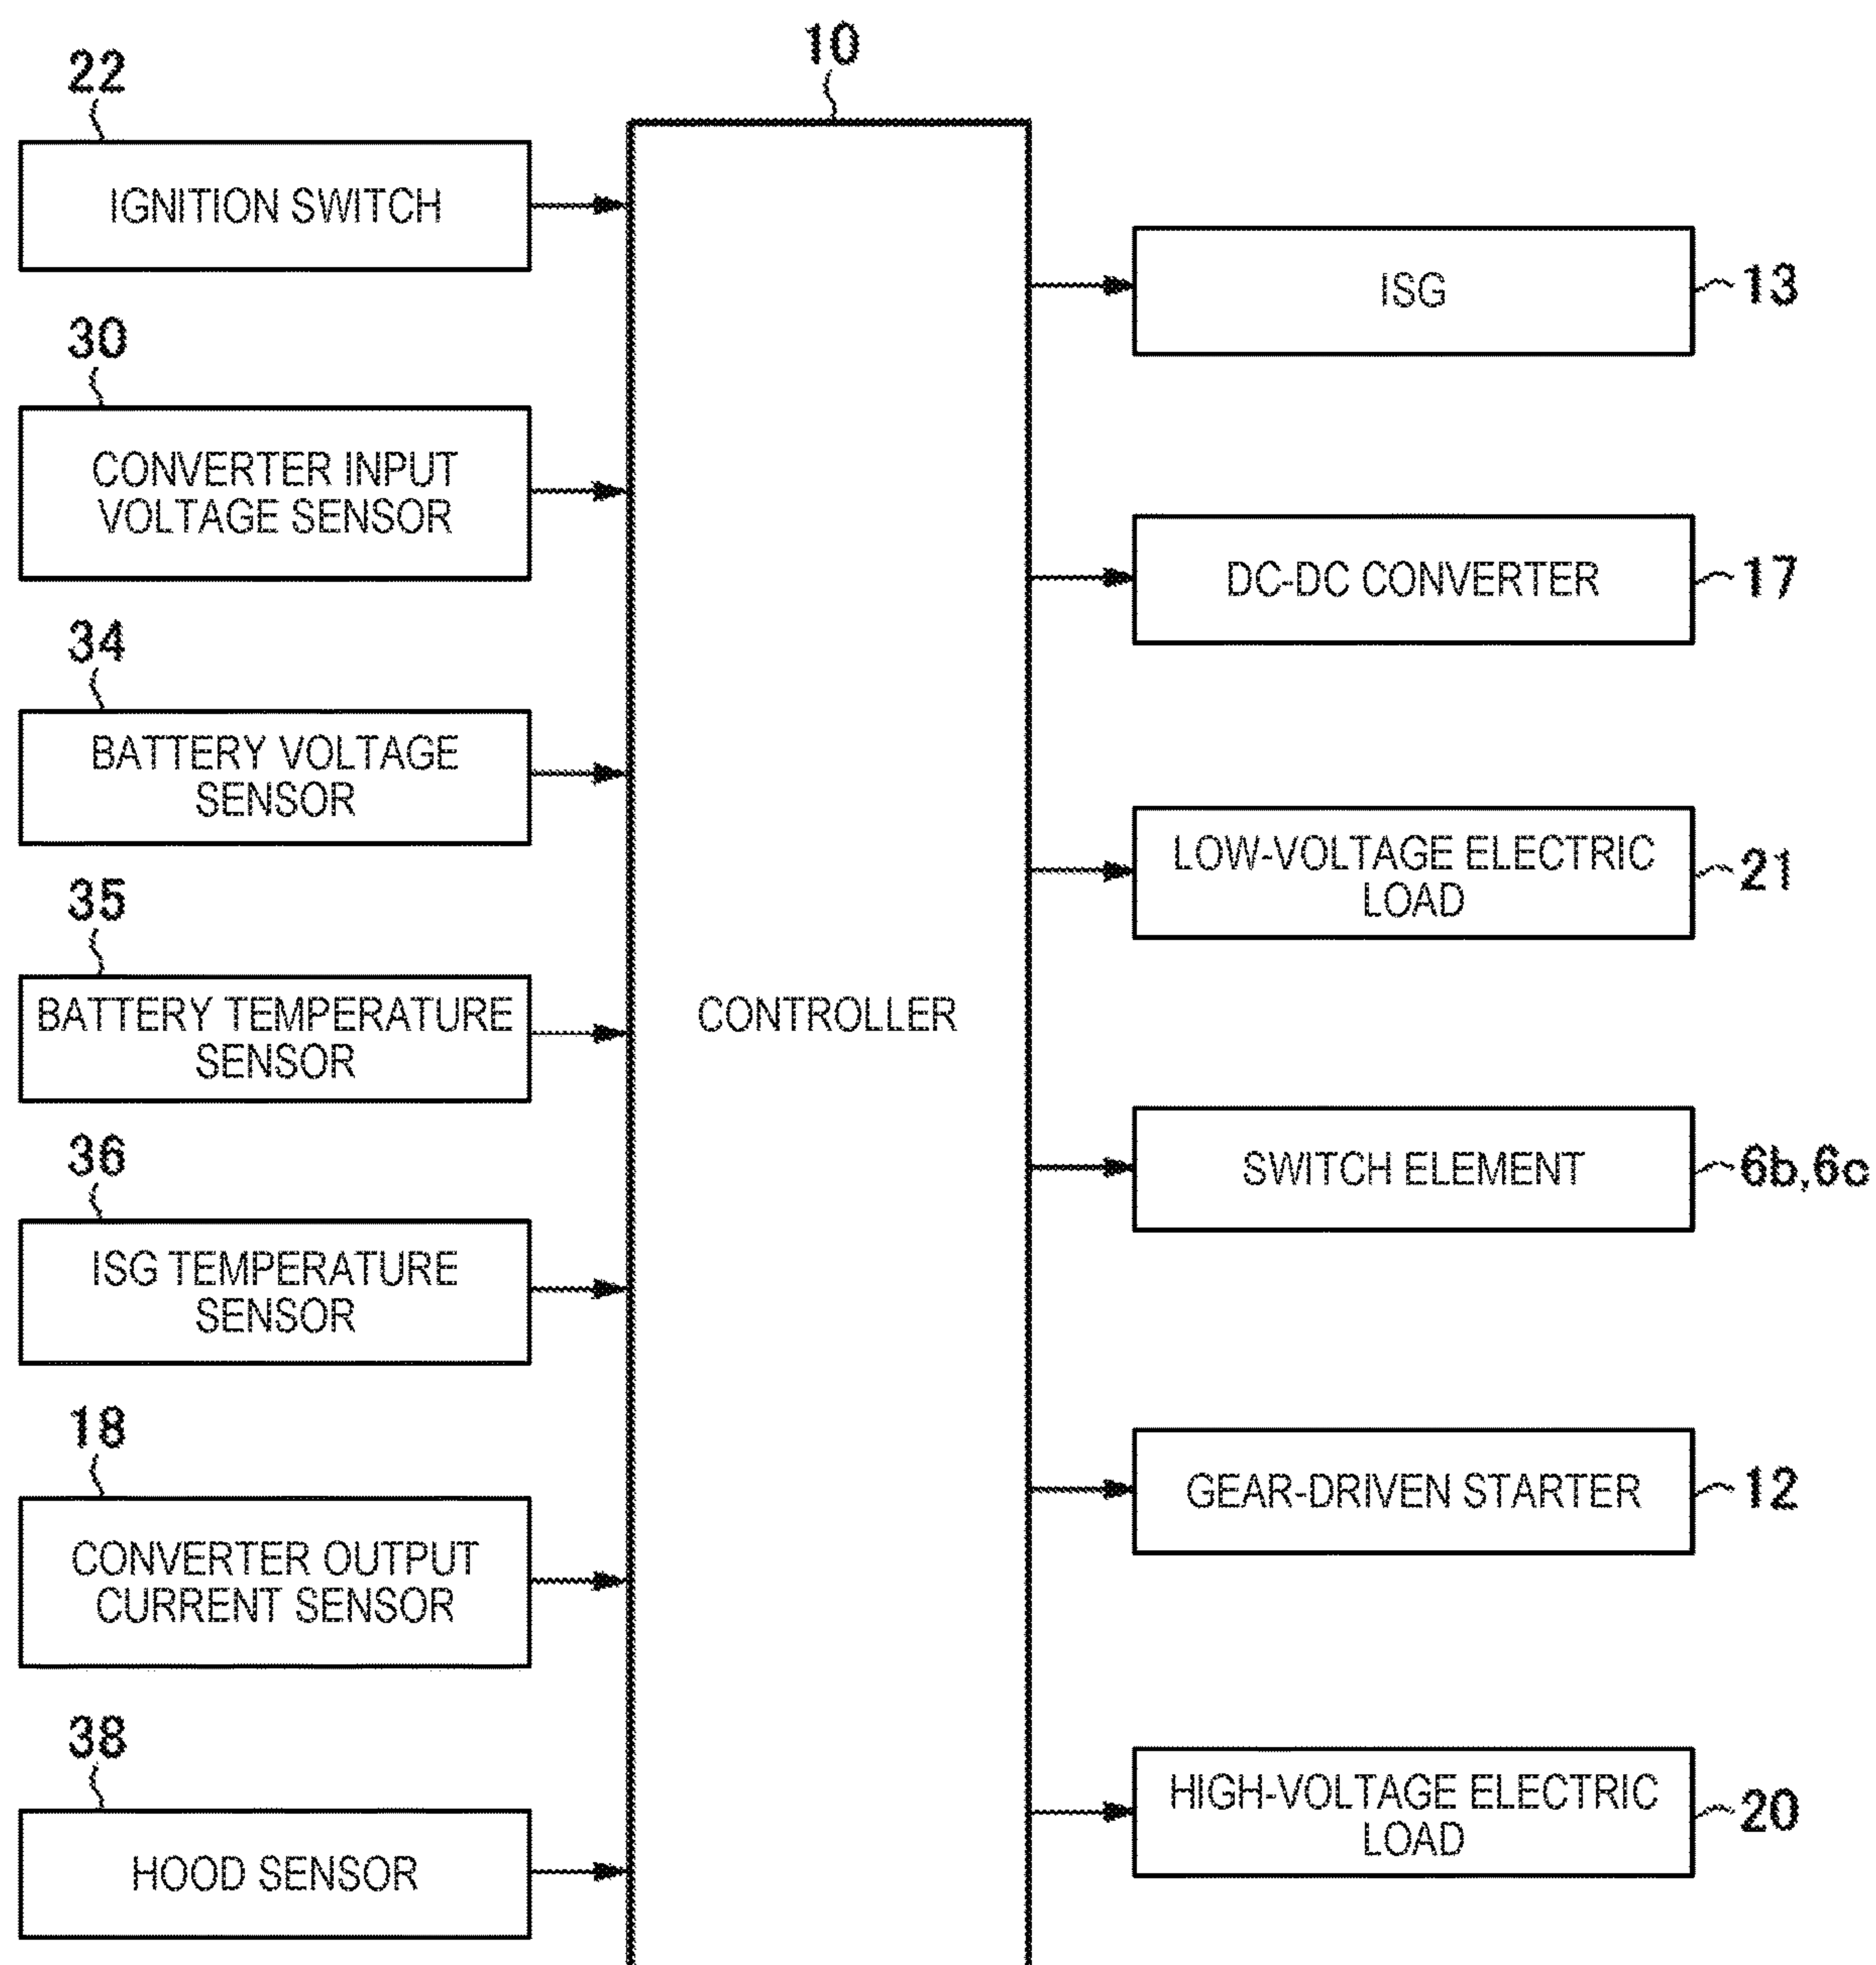 10
22
IGNITION SWITCH
30
CONVERTER INPUT
VOLTAGE SENSOR
34
BATTERY VOLTAGE
SENSOR
35
BATTERY TEMPERATURE
SENSOR
36
ISG TEMPERATURE
SENSOR
18
CONVERTER OUTPUT
CURRENT SENSOR
38
HOOD SENSOR
CONTROLLER
ISG
13
DC-DC CONVERTER
17
LOW-VOLTAGE ELECTRIC
LOAD
21
SWITCH ELEMENT
6b,6c
GEAR-DRIVEN STARTER
12
HIGH-VOLTAGE ELECTRIC
LOAD
20